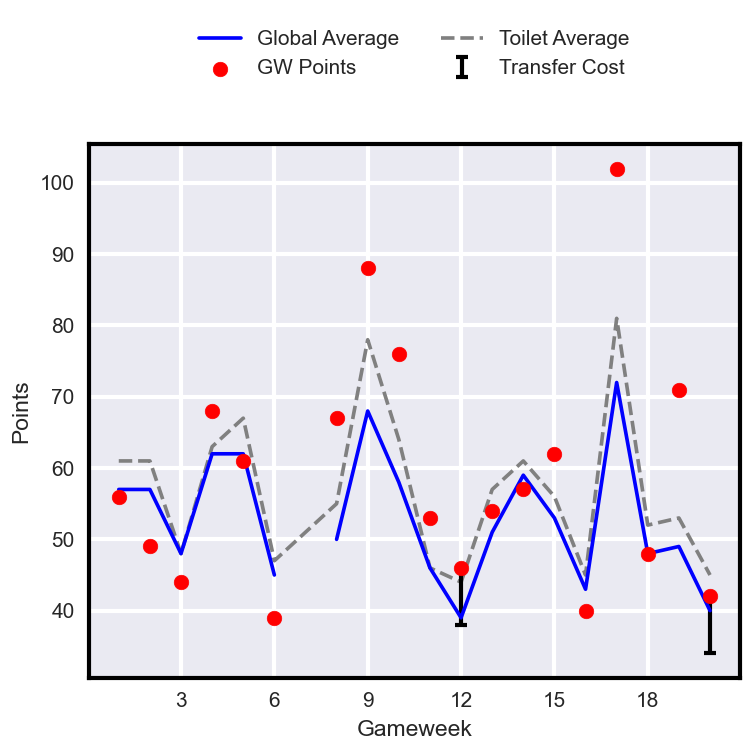 Global Average
Toilet Average
GW Points
Transfer Cost
100
90
80
70
60
50
40
Points
3
6
9
12
15
18
Gameweek